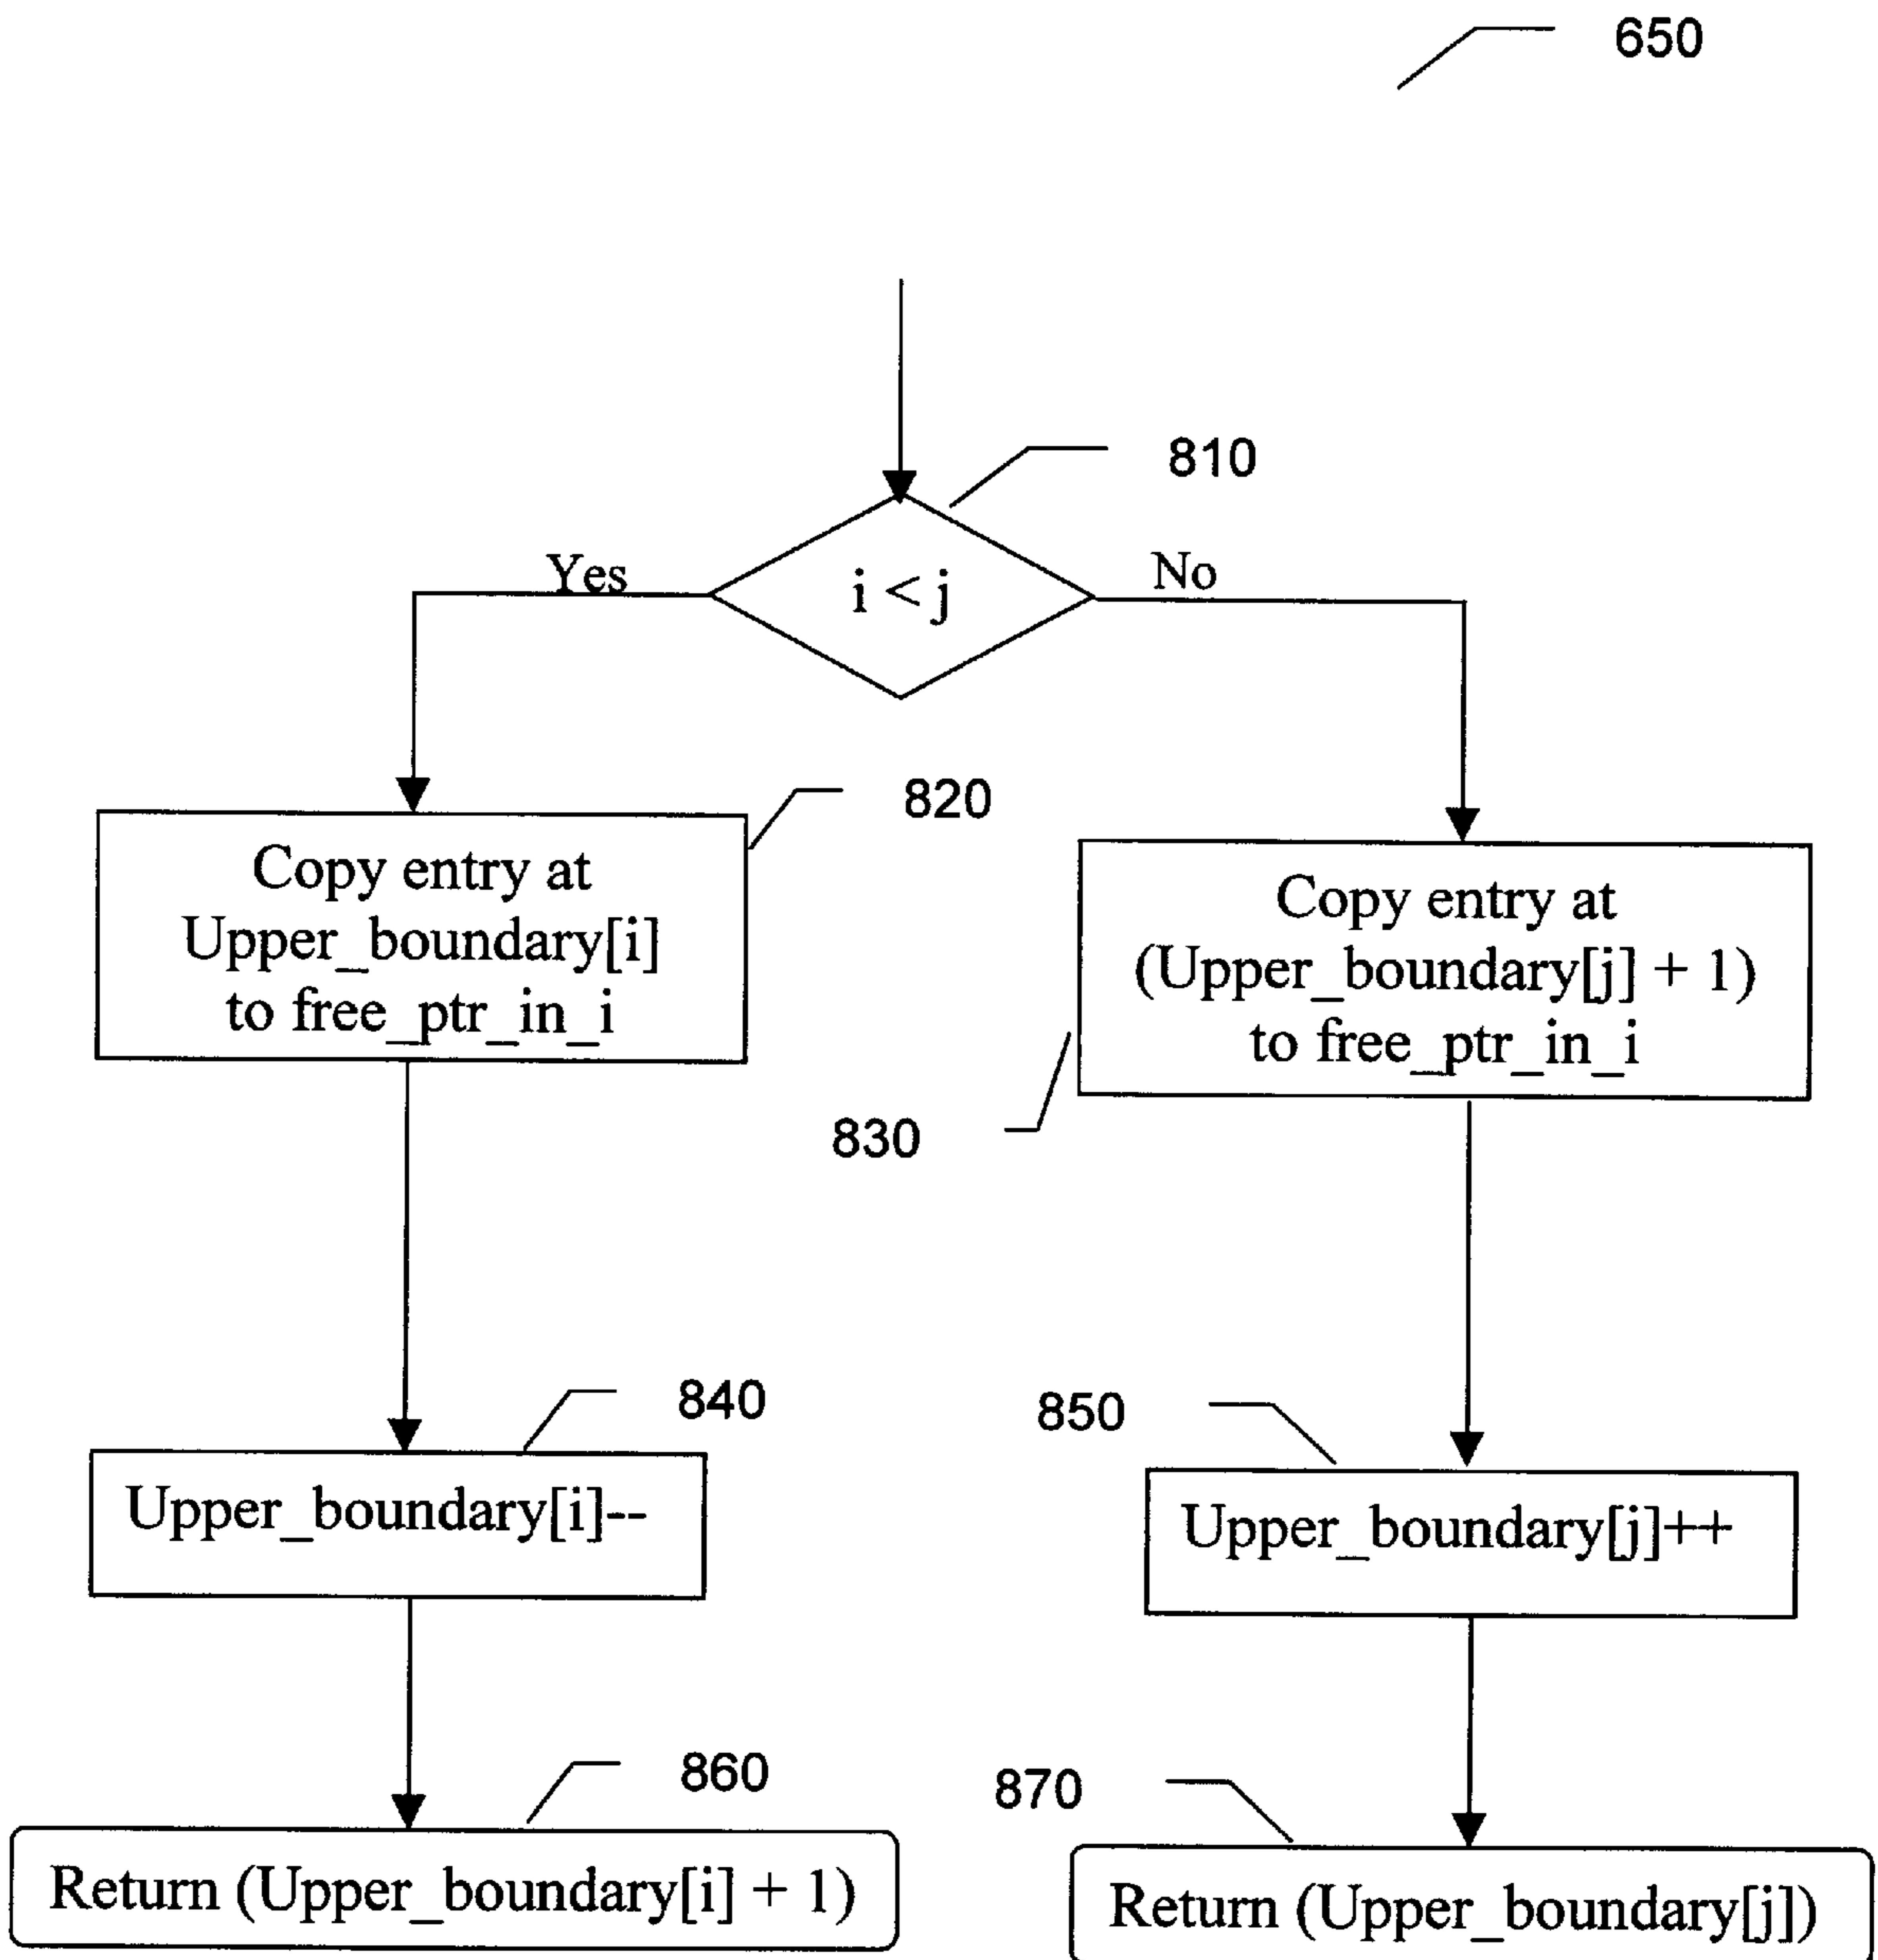 650
810
Yes
i < j
No
820
Copy entry at
Upper_boundary[i]
to free_ptr_in_i
Copy entry at
(Upper_boundary[j] + 1)
to free_ptr_in_i
830
840
Upper_boundary[i]--
850
Upper_boundary[j]++
860
Return (Upper_boundary[i] + 1)
870
Return (Upper_boundary[j])